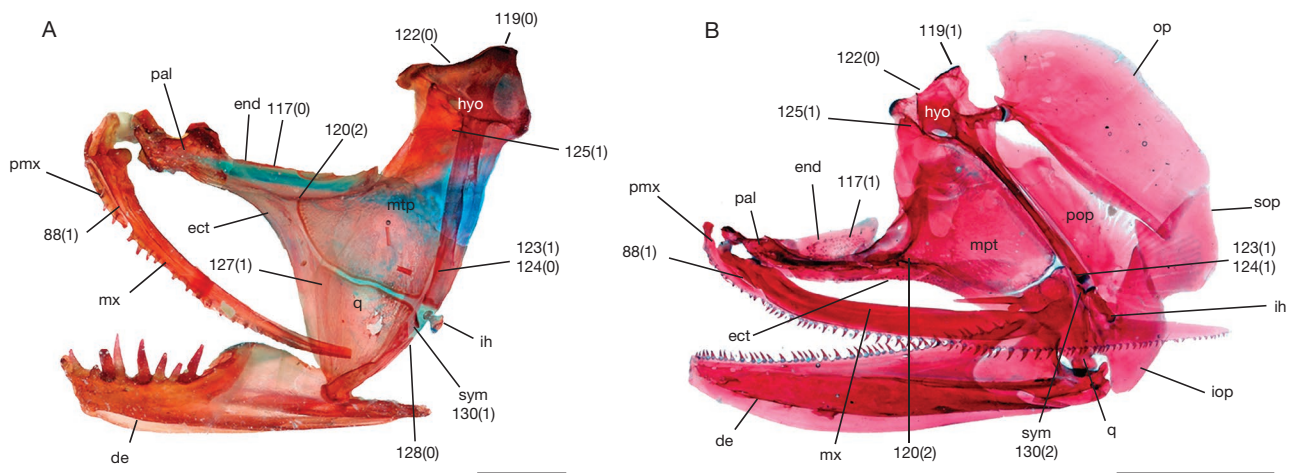 A
119(0)
122(0)
pal
end
117(0)
120(2)
hyo
125(1)
pmx
mtp
ect
88(1)
127(1)
123(1)
124(0)
mx
q
ih
sym
130(1)
de
128(0)
B
119(1)
op
122(0)
125(1)
hyo
end
117(1)
pmx
pal
pop
sop
88(1)
mpt
123(1)
124(1)
ect
ih
iop
de
mx
120(2)
sym
130(2)
q